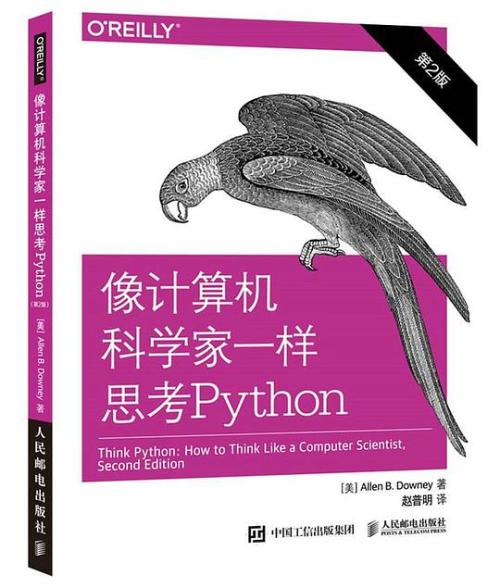 O'REILLY
像计算机科学家一样思考Python
(第2版)
[美] Allen B. Downey 著
人民邮电出版社
O'REILLY
第2版
像计算机
科学家一样
思考Python
Think Python: How to Think Like a Computer Scientist,
Second Edition
[美] Allen B. Downey 著
赵普明 译
中国工信出版集团
人民邮电出版社
POSTS & TELECOM PRESS